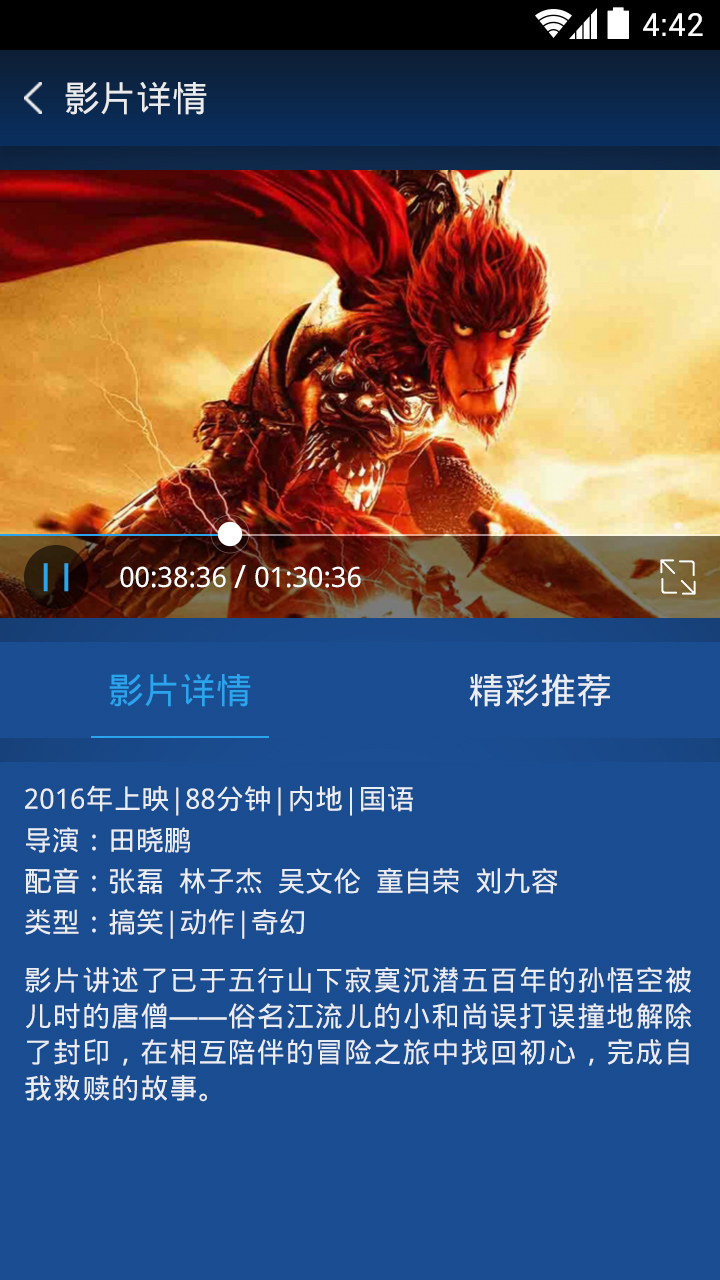 4:42
影片详情
00:38:36 / 01:30:36
影片详情
精彩推荐
2016年上映|88分钟|内地|国语
导演：田晓鹏
配音：张磊 林子杰 吴文伦 童自荣 刘九容
类型：搞笑|动作|奇幻
影片讲述了已于五行山下寂寞沉潜五百年的孙悟空被
儿时的唐僧——俗名江流儿的小和尚误打误撞地解除
了封印，在相互陪伴的冒险之旅中找回初心，完成自
我救赎的故事。